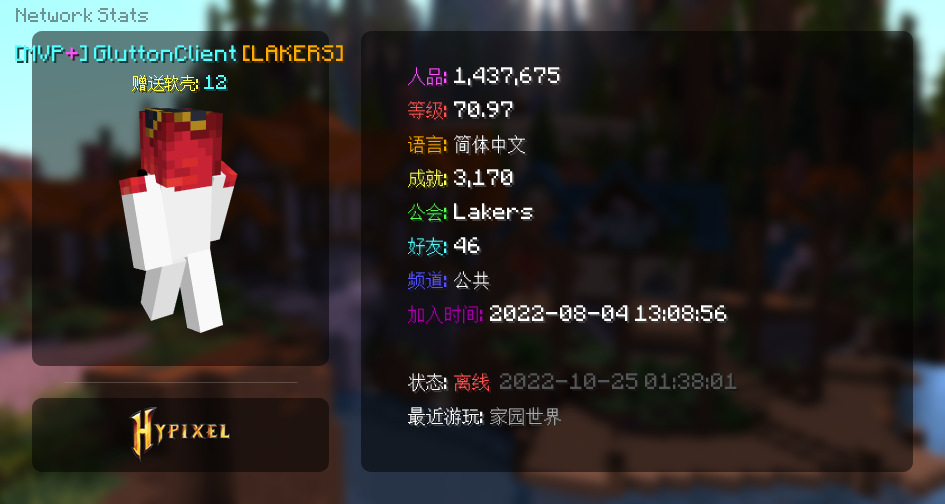 Network Stats
[MVP+] GluttonClient [LAKERS]
赠送软壳: 12
人品: 1,437,675
等级: 70.97
语言: 简体中文
成就: 3,170
公会: Lakers
好友: 46
频道: 公共
加入时间: 2022-08-04 13:08:56
状态: 离线 2022-10-25 01:38:01
最近游玩: 家园世界
HYPIXEL